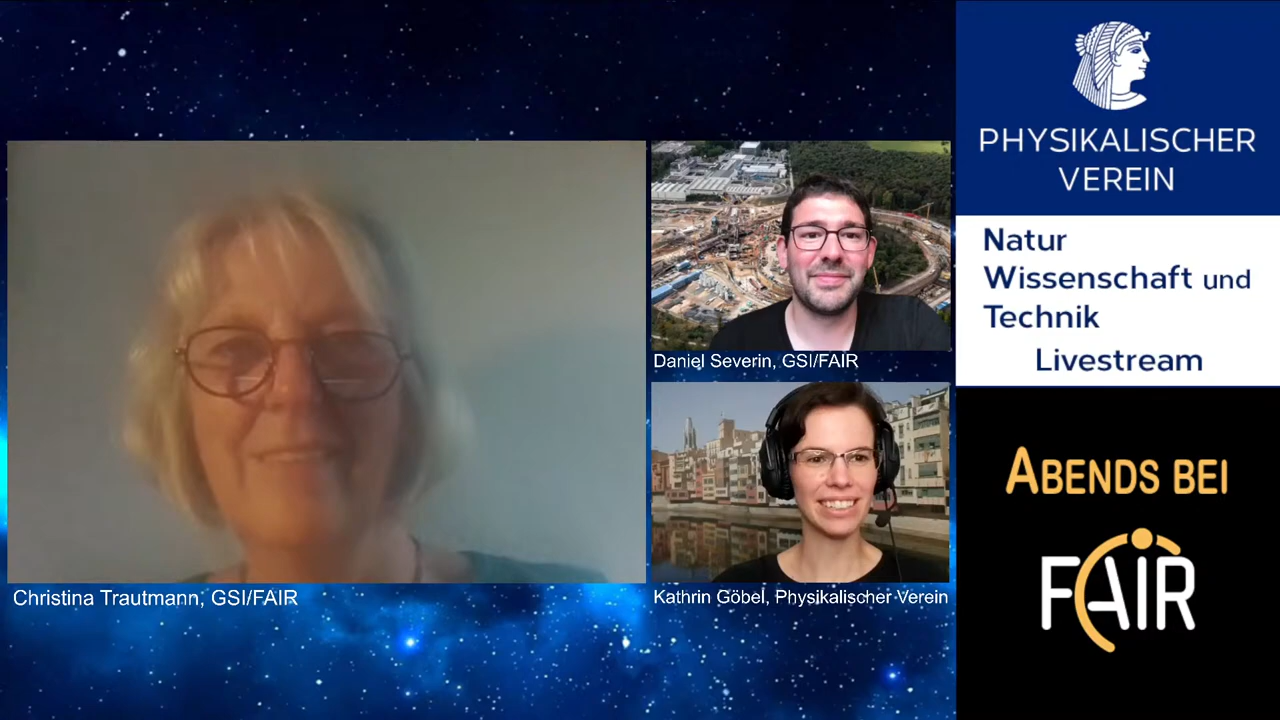 Christina Trautmann, GSI/FAIR
Daniel Severin, GSI/FAIR
Kathrin Göbel, Physikalischer Verein
PHYSIKALISCHER
VEREIN
Natur
Wissenschaft und
Technik
Livestream
ABENDS BEI
FAIR